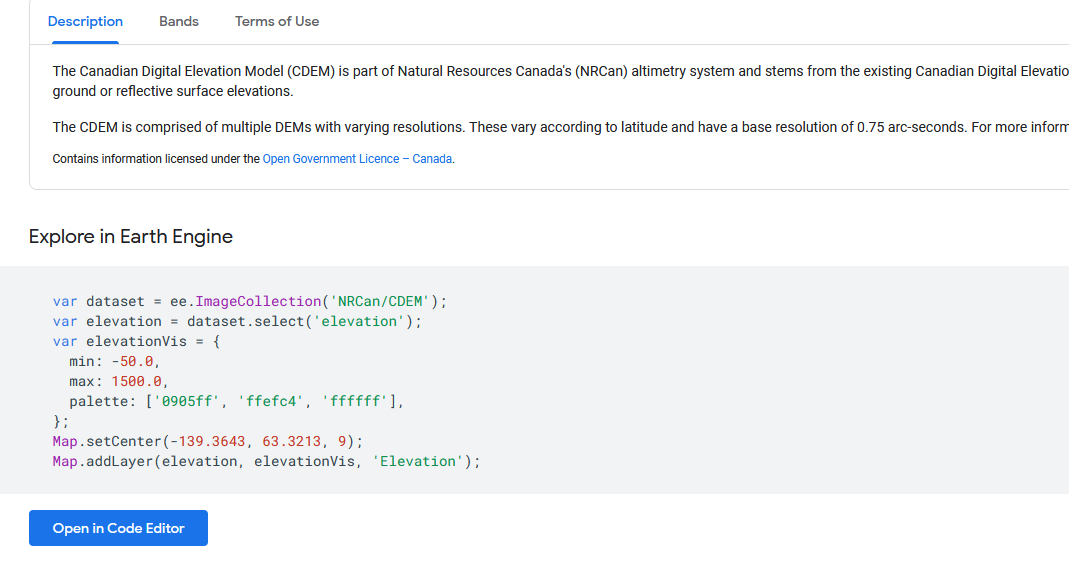 Description Bands Terms of Use
The Canadian Digital Elevation Model (CDEM) is part of Natural Resources Canada's (NRCan) altimetry system and stems from the existing Canadian Digital
ground or reflective surface elevations.
The CDEM is comprised of multiple DEMs with varying resolutions. These vary according to latitude and have a base resolution of 0.75 arc-seconds. For more
Contains information licensed under the Open Government Licence – Canada.
Explore in Earth Engine
var dataset = ee.ImageCollection('NRCan/CDEM');
var elevation = dataset.select('elevation');
var elevationVis = {
  min: -50.0,
  max: 1500.0,
  palette: ['0905ff', 'ffefc4', 'ffffff'],
};
Map.setCenter(-139.3643, 63.3213, 9);
Map.addLayer(elevation, elevationVis, 'Elevation');
Open in Code Editor